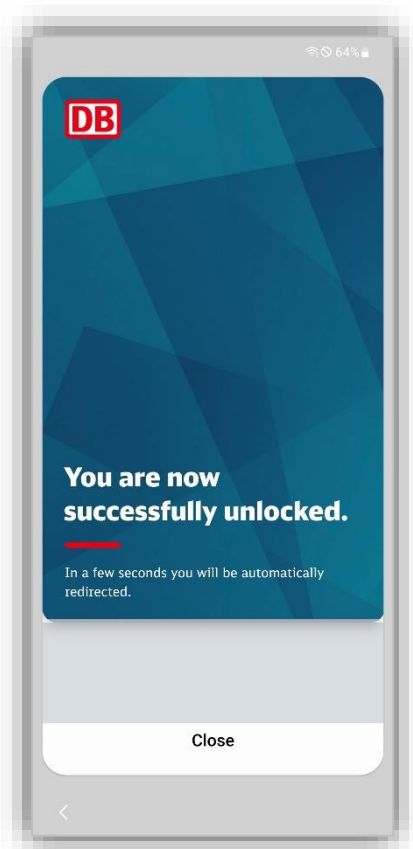 64%
DB
You are now
successfully unlocked.
In a few seconds you will be automatically
redirected.
Close